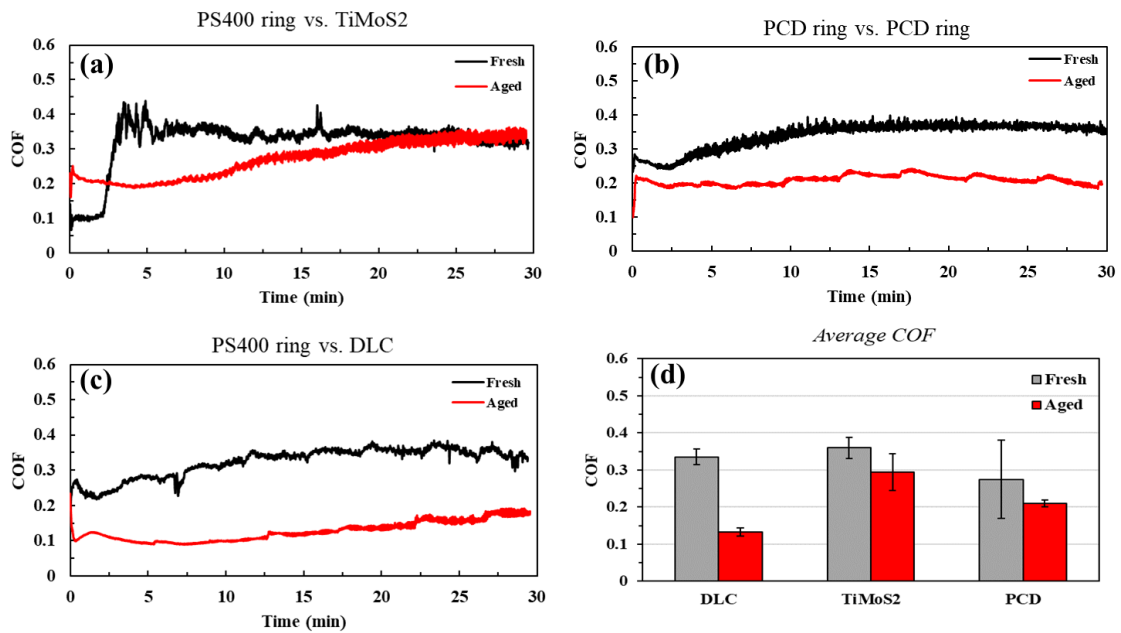 PS400 ring vs. TiMoS2
0.6
0.5
0.4
0.3
0.2
0.1
0
COF
(a)
Fresh
Aged
0 5 10 15 20 25 30
Time (min)
PCD ring vs. PCD ring
0.6
0.5
0.4
0.3
0.2
0.1
0
COF
(b)
Fresh
Aged
0 5 10 15 20 25 30
Time (min)
PS400 ring vs. DLC
0.6
0.5
0.4
0.3
0.2
0.1
0
COF
(c)
Fresh
Aged
0 5 10 15 20 25 30
Time (min)
Average COF
0.6
0.5
0.4
0.3
0.2
0.1
0
COF
(d)
Fresh
Aged
DLC TiMoS2 PCD